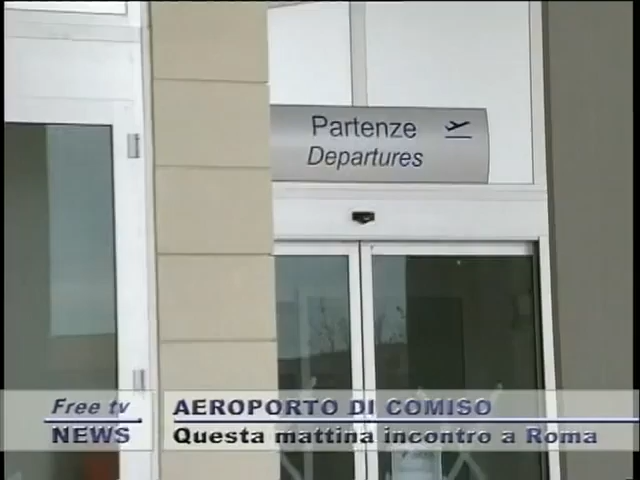 Partenze
Departures
Free tv
NEWS
AEROPORTO DI COMISO
Questa mattina incontro a Roma